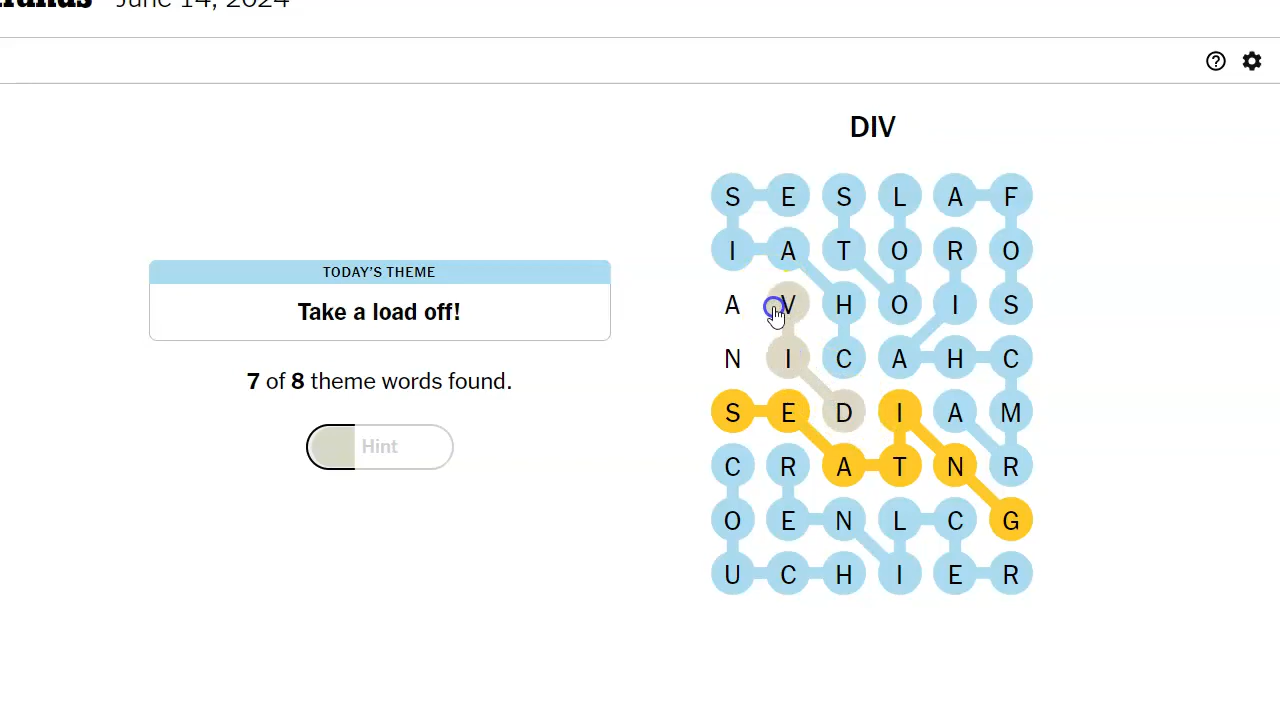 June 14, 2024
DIV
S E S L A F
TODAY'S THEME
I A T O R O
Take a load off!
A V H O I S
N I C A H C
7 of 8 theme words found.
S E D I A M
Hint
C R A T N R
O E N L C G
U C H I E R